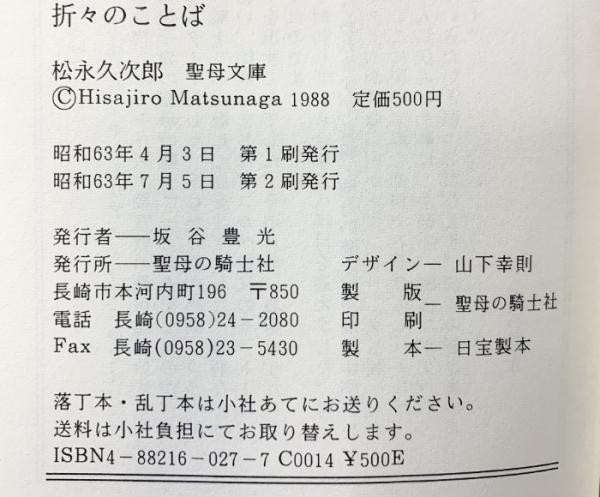 折々のことば
松永久次郎　聖母文庫
ⒸHisajiro Matsunaga 1988　定価500円
昭和63年4月3日　第1刷発行
昭和63年7月5日　第2刷発行
発行者──坂谷豊光
発行所──聖母の騎士社　デザイン─ 山下幸則
長崎市本河内町196　〒850　製　版
─ 聖母の騎士社
電話　長崎(0958)24−2080　印　刷
Fax　長崎(0958)23−5430　製　本─ 日宝製本
落丁本・乱丁本は小社あてにお送りください。
送料は小社負担にてお取り替えします。
ISBN4−88216−027−7 C0014 ¥500E